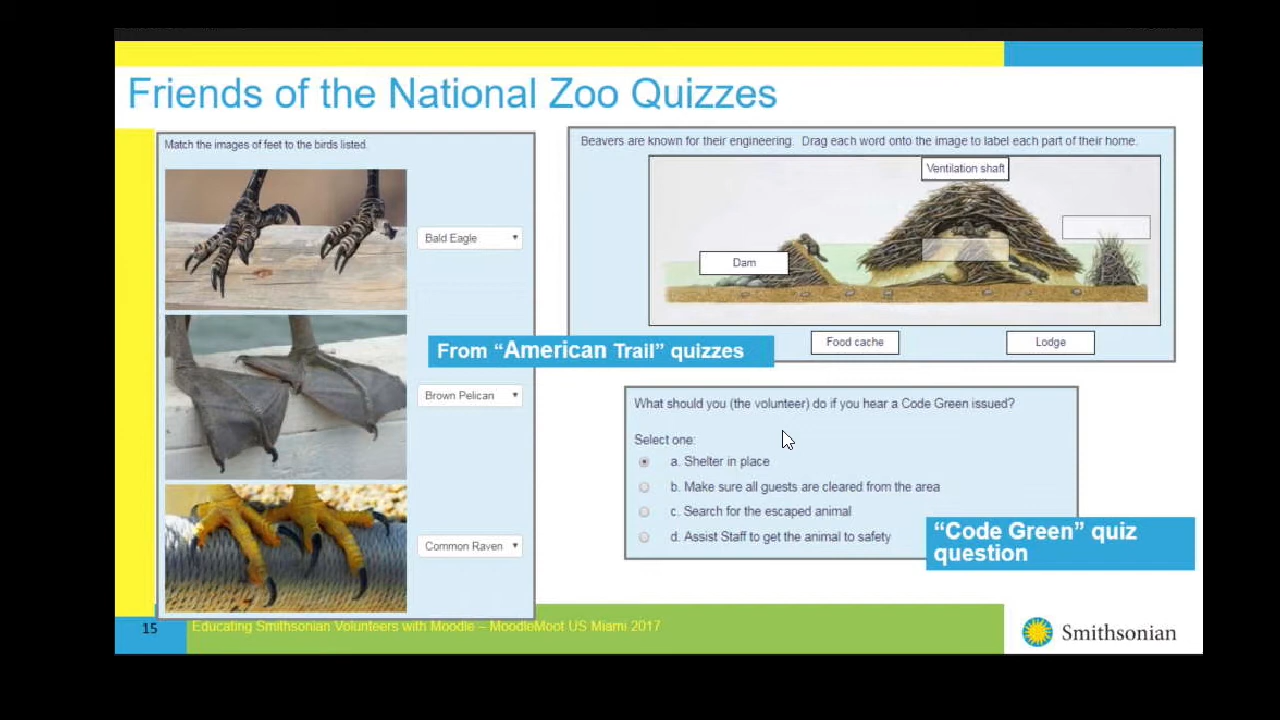 Friends of the National Zoo Quizzes
Match the images of feet to the birds listed.
Bald Eagle
Brown Pelican
Common Raven
Beavers are known for their engineering. Drag each word onto the image to label each part of their home.
Ventilation shaft
Dam
Food cache
Lodge
From “American Trail” quizzes
What should you (the volunteer) do if you hear a Code Green issued?
Select one:
a. Shelter in place
b. Make sure all guests are cleared from the area
c. Search for the escaped animal
d. Assist Staff to get the animal to safety
“Code Green” quiz
question
15
Educating Smithsonian Volunteers with Moodle – MoodleMoot US Miami 2017
Smithsonian